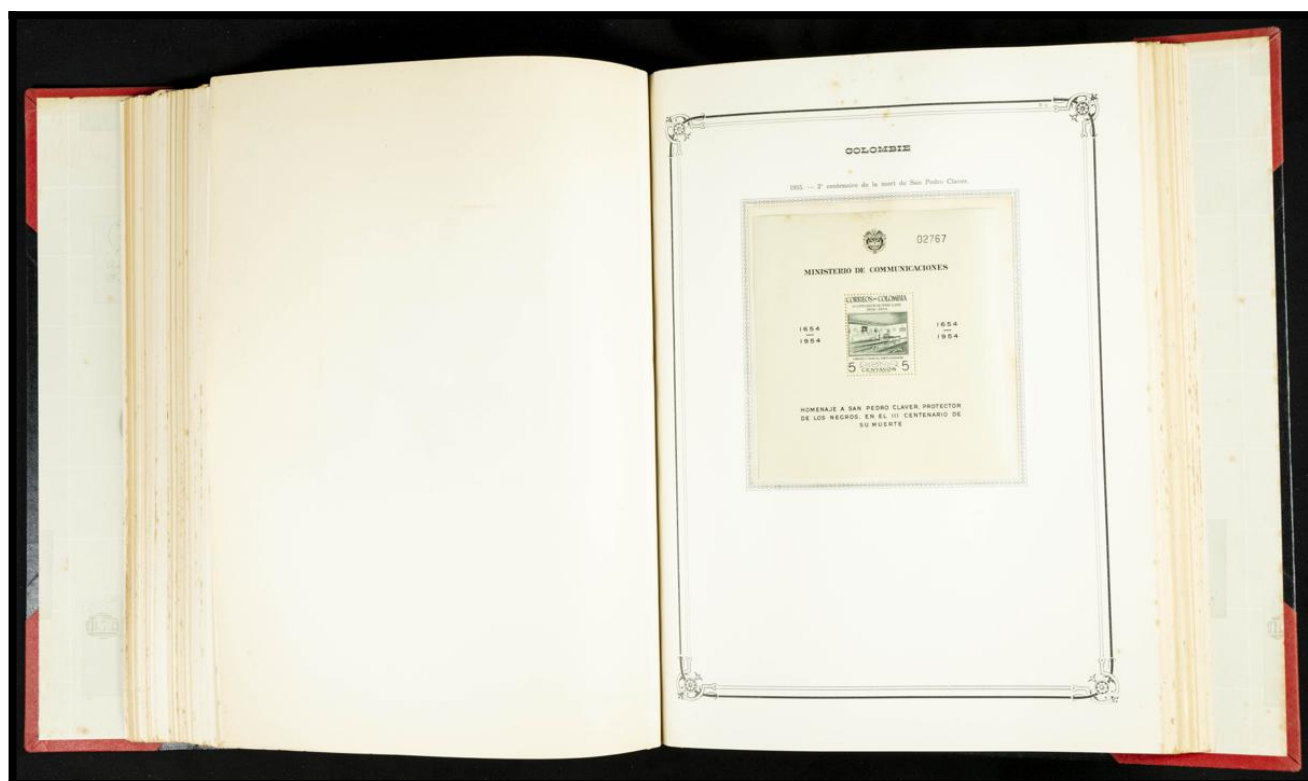 COLOMBIE
1955. — 3e centenaire de la mort de San Pedro Claver.
02767
MINISTERIO DE COMMUNICACIONES
CORREOS DE COLOMBIA
1654
—
1954
1654
—
1954
5 CENTAVOS 5
HOMENAJE A SAN PEDRO CLAVER, PROTECTOR
DE LOS NEGROS, EN EL III CENTENARIO DE
SU MUERTE